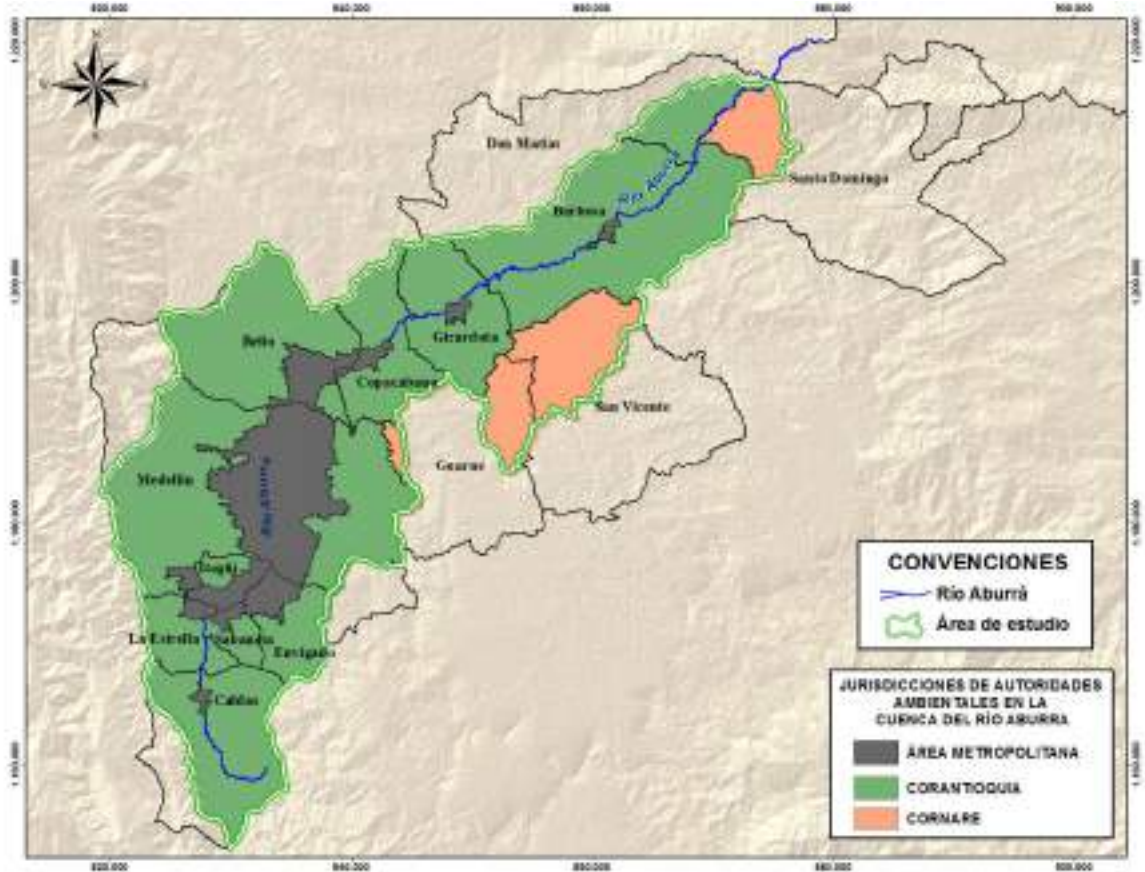 Don Matías
Santo Domingo
Río Aburrá
Barbosa
Girardota
Bello
Copacabana
San Vicente
Guarne
Medellín
Río Aburrá
Itagüí
La Estrella
Sabaneta
Envigado
Caldas
CONVENCIONES
Río Aburrá
Área de estudio
JURISDICCIONES DE AUTORIDADES
AMBIENTALES EN LA
CUENCA DEL RÍO ABURRA
ÁREA METROPOLITANA
CORANTIOQUIA
CORNARE